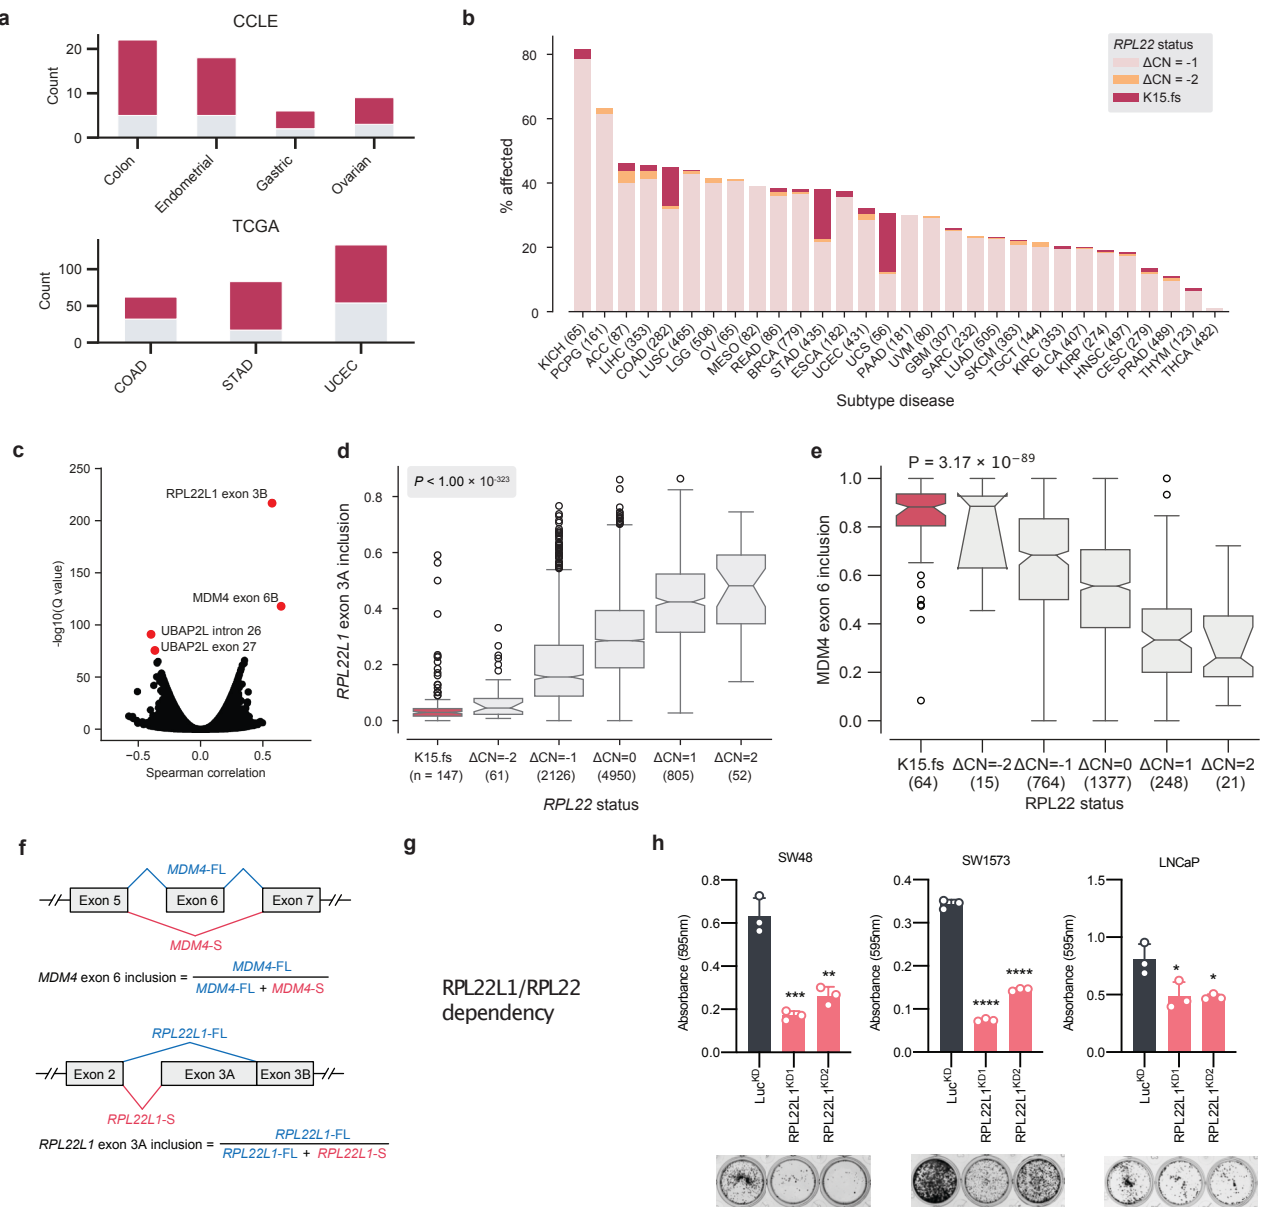 a
CCLE
Count
20
10
0
Colon
Endometrial
Gastric
Ovarian
TCGA
Count
100
50
0
COAD
STAD
UCEC
b
% affected
80
60
40
20
0
RPL22 status
ΔCN = -1
ΔCN = -2
K15.fs
KICH (65)
PCPG (161)
ACC (87)
LIHC (353)
COAD (282)
LUSC (465)
LGG (508)
OV (65)
MESO (82)
READ (86)
BRCA (779)
STAD (435)
ESCA (182)
UCEC (431)
UCS (56)
PAAD (181)
UVM (80)
GBM (307)
SARC (232)
LUAD (505)
SKCM (363)
TGCT (144)
KIRC (353)
BLCA (407)
KIRP (274)
HNSC (497)
CESC (279)
PRAD (489)
THYM (123)
THCA (482)
Subtype disease
c
-log10(Q value)
250
200
250
100
50
0
RPL22L1 exon 3B
MDM4 exon 6B
UBAP2L intron 26
UBAP2L exon 27
−0.5
0.0
0.5
Spearman correlation
d
RPL22L1 exon 3A inclusion
P < 1.00 × 10-323
0.8
0.6
0.4
0.2
0.0
K15.fs ΔCN=-2 ΔCN=-1 ΔCN=0 ΔCN=1 ΔCN=2
(n = 147) (61) (2126) (4950) (805) (52)
RPL22 status
e
MDM4 exon 6 inclusion
P = 3.17 × 10−89
1.0
0.8
0.6
0.4
0.2
0.0
K15.fs ΔCN=-2 ΔCN=-1 ΔCN=0 ΔCN=1 ΔCN=2
(64) (15) (764) (1377) (248) (21)
RPL22 status
f
MDM4-FL
Exon 5 Exon 6 Exon 7
MDM4-S
MDM4 exon 6 inclusion =
MDM4-FL
MDM4-FL + MDM4-S
RPL22L1-FL
Exon 2 Exon 3A Exon 3B
RPL22L1-S
RPL22L1 exon 3A inclusion =
RPL22L1-FL
RPL22L1-FL + RPL22L1-S
g
RPL22L1/RPL22
dependency
h
SW48
Absorbance (595nm)
0.8
0.6
0.4
0.2
0.0
***
**
LucKD
RPL22L1KD1
RPL22L1KD2
SW1573
Absorbance (595nm)
0.4
0.3
0.2
0.1
0.0
****
****
LucKD
RPL22L1KD1
RPL22L1KD2
LNCaP
Absorbance (595nm)
1.5
1.0
0.5
0.0
*
*
LucKD
RPL22L1KD1
RPL22L1KD2